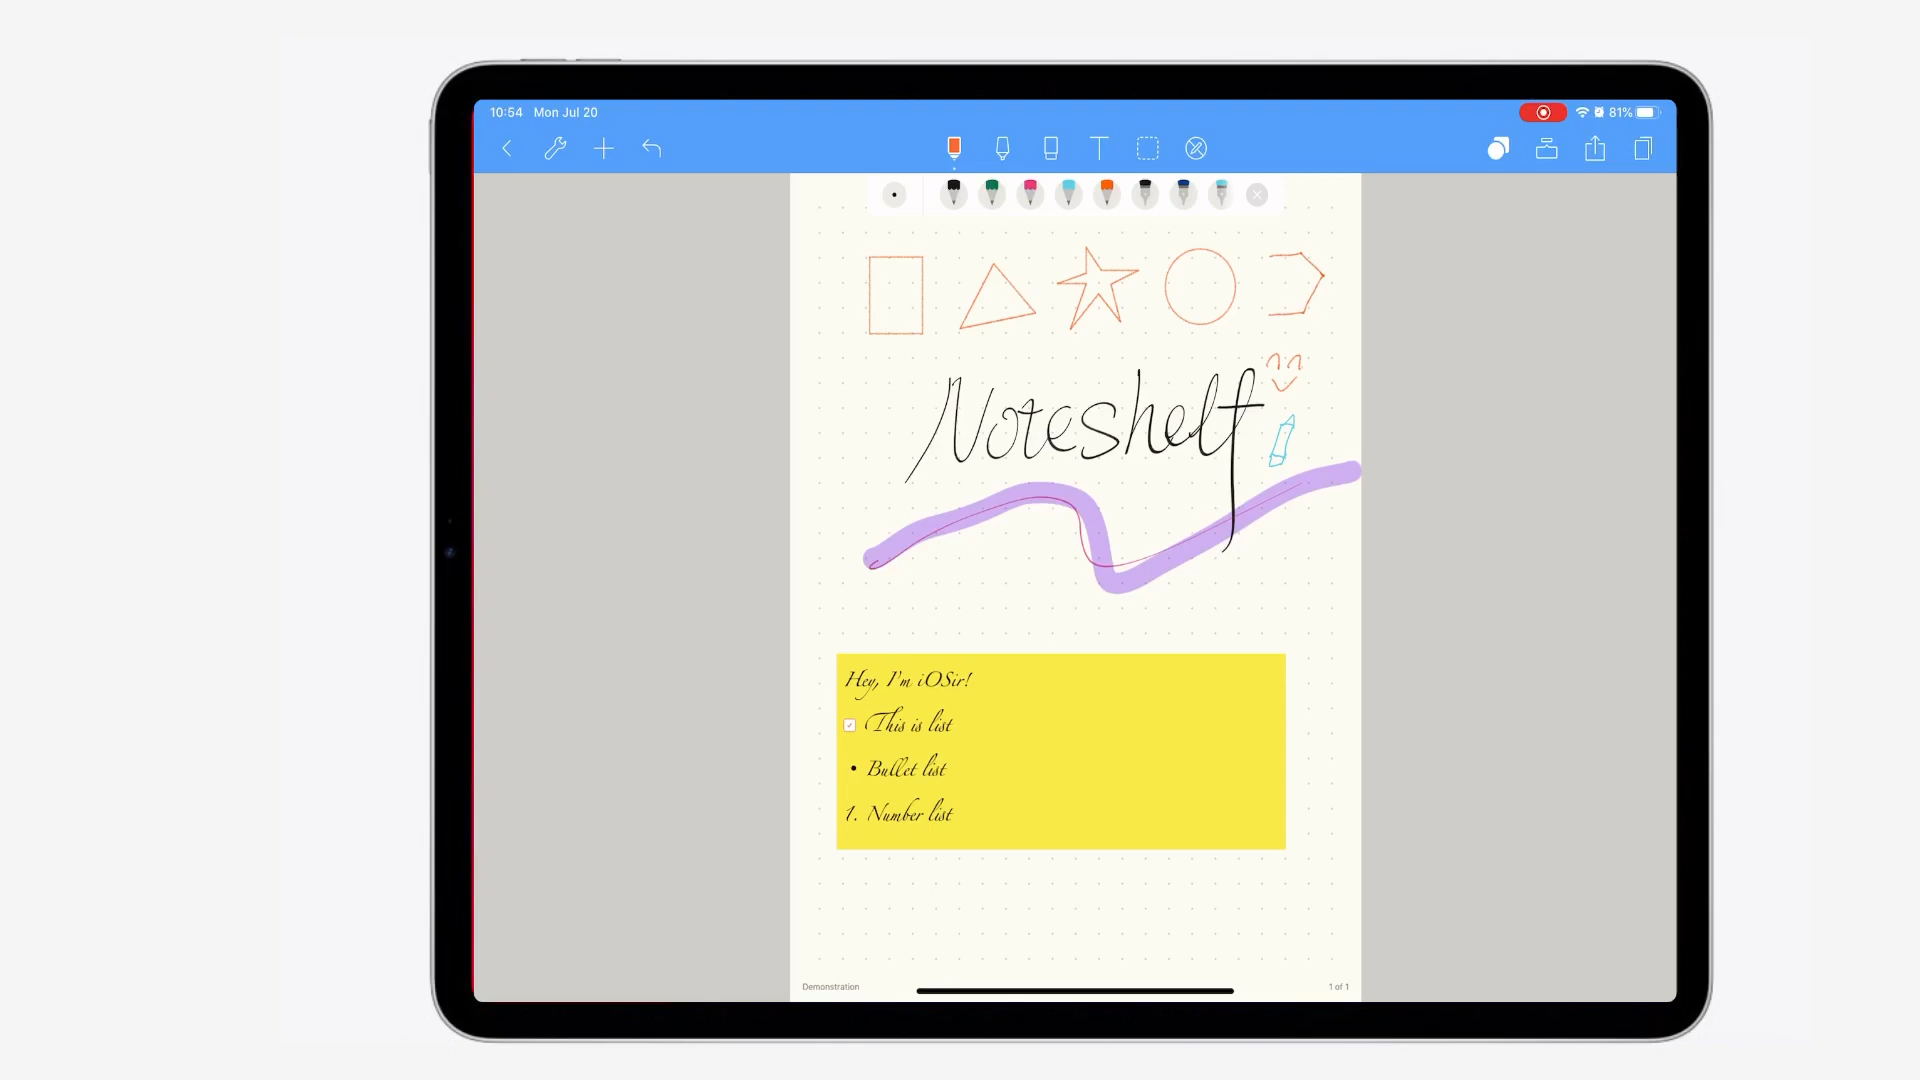 10:54 Mon Jul 20
81%
T
Noteshelf
Hey, I'm iOSir!
This is list
• Bullet list
1. Number list
Demonstration
1 of 1